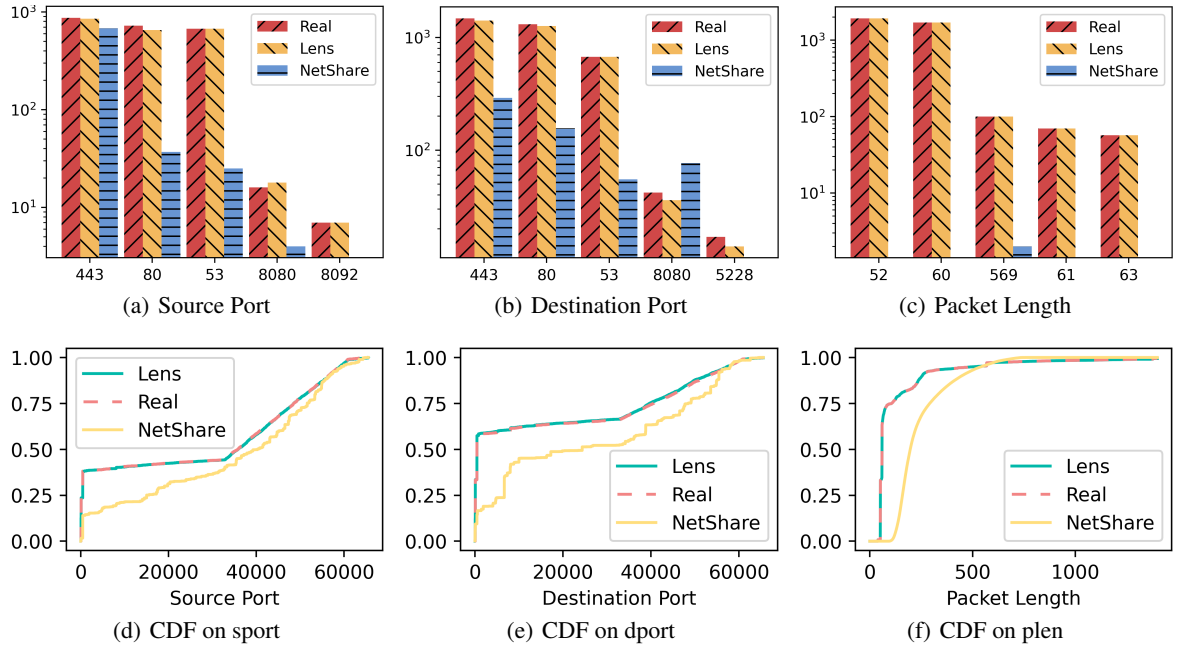 10³
10²
10¹
Real
Lens
NetShare
443 80 53 8080 8092
(a) Source Port
10³
10²
Real
Lens
NetShare
443 80 53 8080 5228
(b) Destination Port
10³
10²
10¹
Real
Lens
NetShare
52 60 569 61 63
(c) Packet Length
1.00
0.75
0.50
0.25
0.00
Lens
Real
NetShare
0 20000 40000 60000
Source Port
(d) CDF on sport
1.00
0.75
0.50
0.25
0.00
Lens
Real
NetShare
0 20000 40000 60000
Destination Port
(e) CDF on dport
1.00
0.75
0.50
0.25
0.00
Lens
Real
NetShare
0 500 1000
Packet Length
(f) CDF on plen